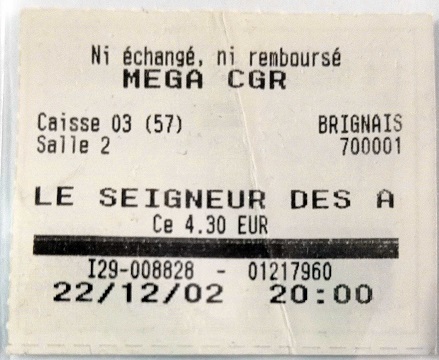 Ni échangé, ni remboursé
MEGA CGR
Caisse 03 (57) BRIGNAIS
Salle 2 700001
LE SEIGNEUR DES A
Ce 4.30 EUR
I29-008828 - 01217960
22/12/02 20:00